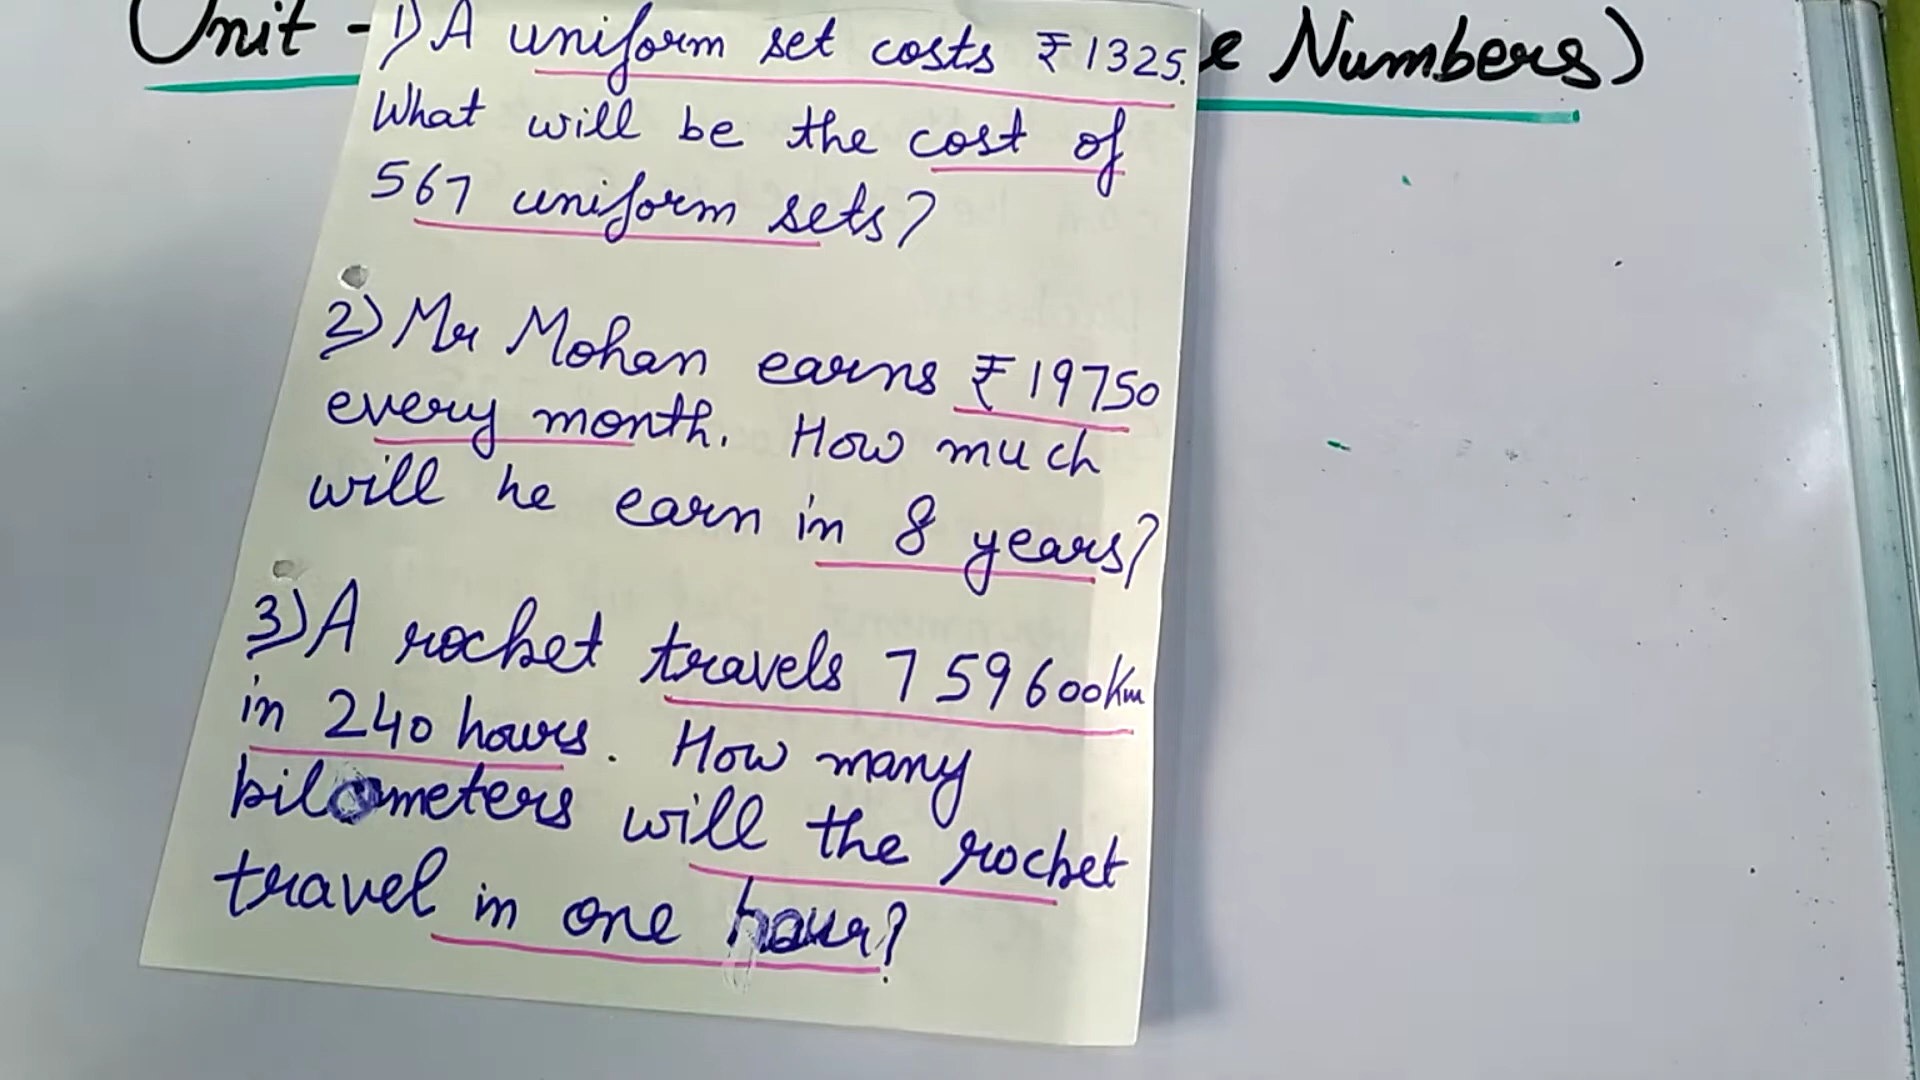 Unit - e Numbers)
1) A uniform set costs ₹1325.
What will be the cost of
567 uniform sets?
2) Mr Mohan earns ₹19750
every month. How much
will he earn in 8 years?
3) A rocket travels 759600Km
in 240 hours. How many
kilometers will the rocket
travel in one hour?